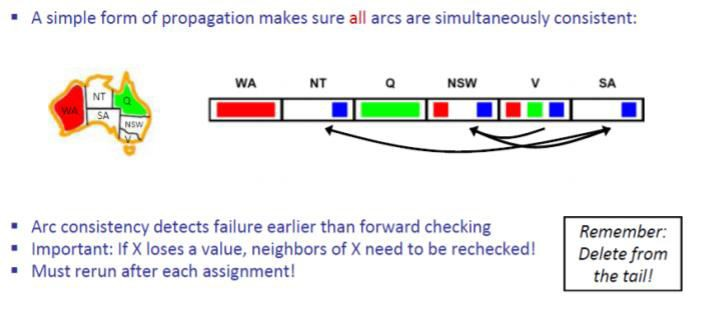 ▪ A simple form of propagation makes sure all arcs are simultaneously consistent:
WA NT Q NSW V SA
WA
NT
Q
SA
NSW
V
▪ Arc consistency detects failure earlier than forward checking
▪ Important: If X loses a value, neighbors of X need to be rechecked!
▪ Must rerun after each assignment!
Remember:
Delete from
the tail!